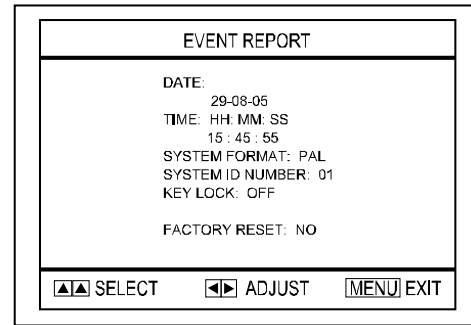 EVENT REPORT
DATE:
29-08-05
TIME: HH: MM: SS
15 : 45 : 55
SYSTEM FORMAT: PAL
SYSTEM ID NUMBER: 01
KEY LOCK: OFF
FACTORY RESET: NO
▲▲ SELECT ◀▶ ADJUST MENU EXIT